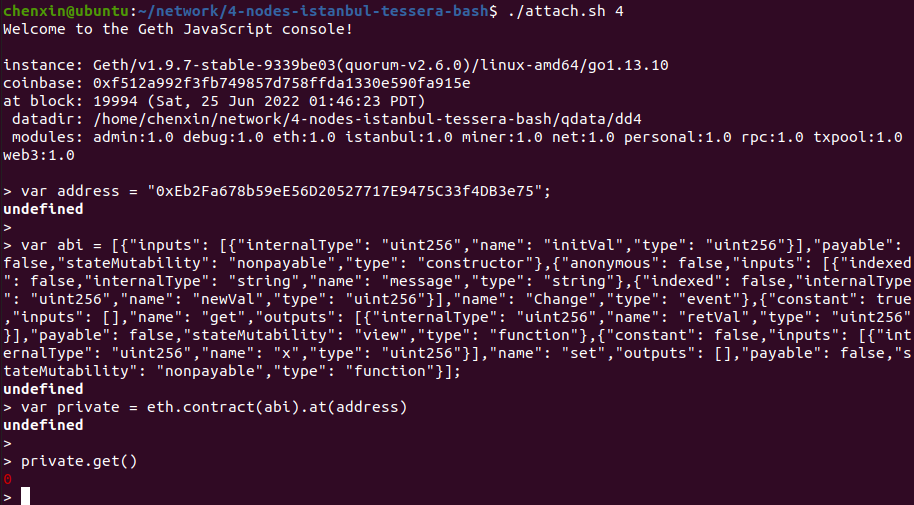 chenxin@ubuntu:~/network/4-nodes-istanbul-tessera-bash$ ./attach.sh 4
Welcome to the Geth JavaScript console!
instance: Geth/v1.9.7-stable-9339be03(quorum-v2.6.0)/linux-amd64/go1.13.10
coinbase: 0xf512a992f3fb749857d758ffda1330e590fa915e
at block: 19994 (Sat, 25 Jun 2022 01:46:23 PDT)
 datadir: /home/chenxin/network/4-nodes-istanbul-tessera-bash/qdata/dd4
 modules: admin:1.0 debug:1.0 eth:1.0 istanbul:1.0 miner:1.0 net:1.0 personal:1.0 rpc:1.0 txpool:1.0
web3:1.0
> var address = "0xEb2Fa678b59eE56D20527717E9475C33f4DB3e75";
undefined
>
> var abi = [{"inputs": [{"internalType": "uint256","name": "initVal","type": "uint256"}],"payable":
false,"stateMutability": "nonpayable","type": "constructor"},{"anonymous": false,"inputs": [{"indexed
": false,"internalType": "string","name": "message","type": "string"},{"indexed": false,"internalType
": "uint256","name": "newVal","type": "uint256"}],"name": "Change","type": "event"},{"constant": true
,"inputs": [],"name": "get","outputs": [{"internalType": "uint256","name": "retVal","type": "uint256"
}],"payable": false,"stateMutability": "view","type": "function"},{"constant": false,"inputs": [{"int
ernalType": "uint256","name": "x","type": "uint256"}],"name": "set","outputs": [],"payable": false,"s
tateMutability": "nonpayable","type": "function"}];
undefined
> var private = eth.contract(abi).at(address)
undefined
>
> private.get()
0
>